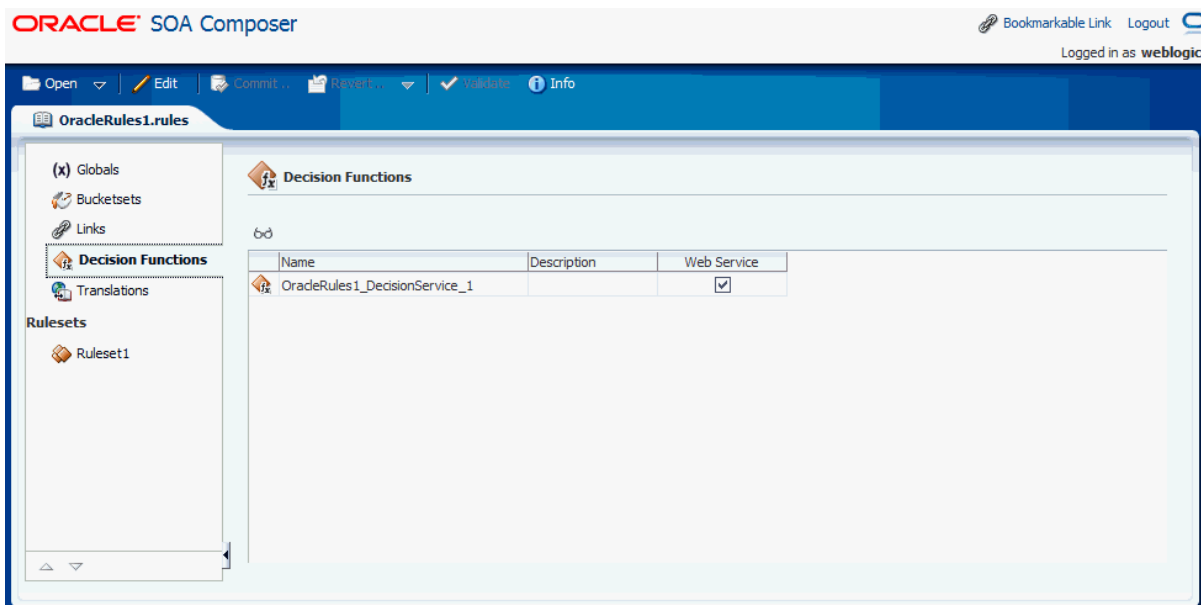 ORACLE SOA Composer
Bookmarkable Link Logout
Logged in as weblogic
Open Edit Commit .. Revert .. Validate Info
OracleRules1.rules
(x) Globals
Bucketsets
Links
Decision Functions
Translations
Rulesets
Ruleset1
Decision Functions
Name Description Web Service
OracleRules1_DecisionService_1